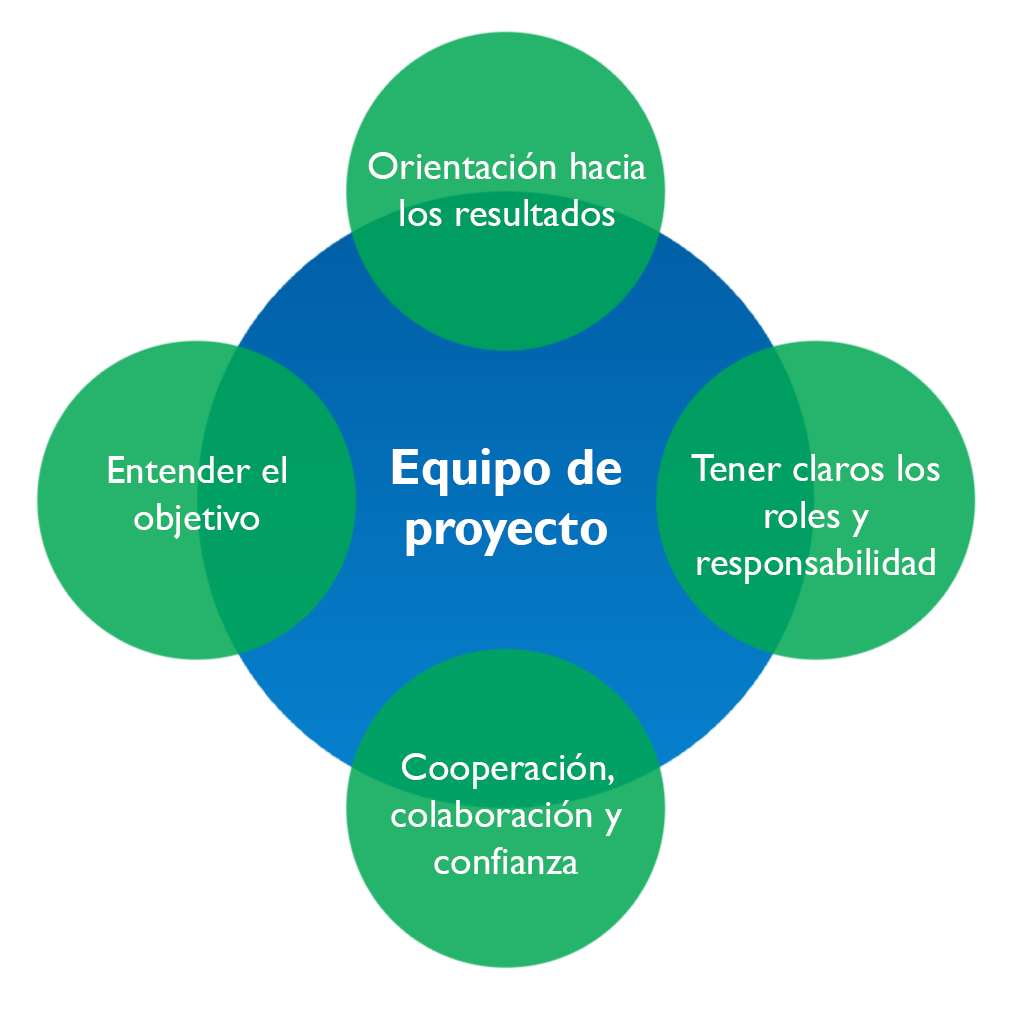 Orientación hacia
los resultados
Entender el
objetivo
Equipo de
proyecto
Tener claros los
roles y
responsabilidad
Cooperación,
colaboración y
confianza